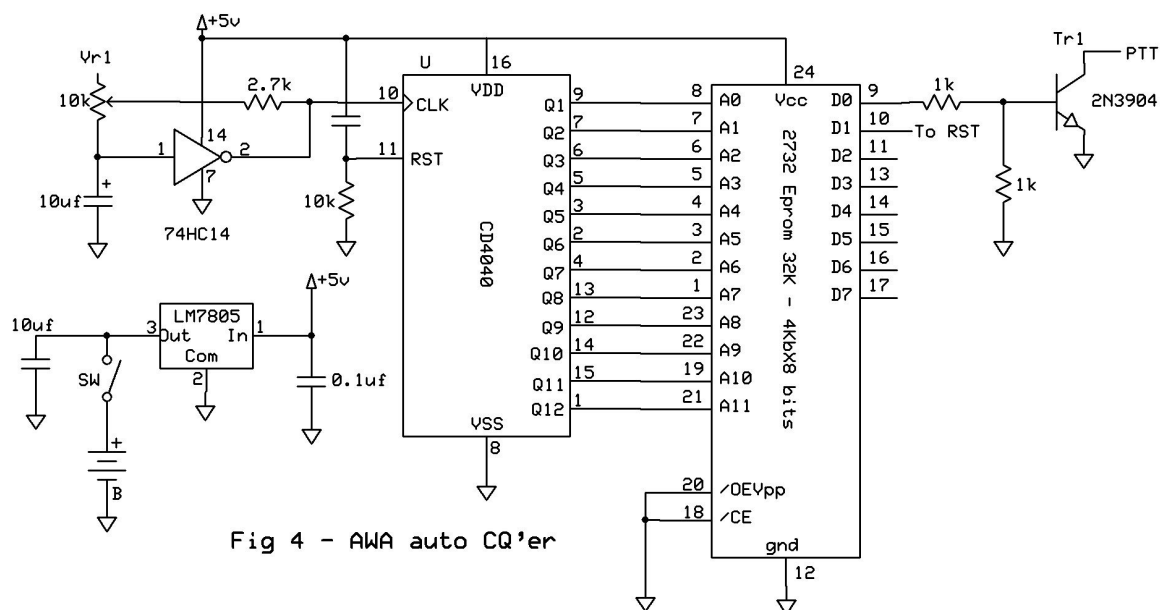 +5v
Vr1
10k
2.7k
1
14
2
7
74HC14
+
10uf
U
16
VDD
10
CLK
11
RST
10k
CD4040
VSS
8
Q1
9
Q2
7
Q3
6
Q4
5
Q5
3
Q6
2
Q7
4
Q8
13
Q9
12
Q10
14
Q11
15
Q12
1
24
Vcc
8
A0
7
A1
6
A2
5
A3
4
A4
3
A5
2
A6
1
A7
23
A8
22
A9
19
A10
21
A11
20
/OEVpp
18
/CE
gnd
12
2732 Eprom 32K - 4KbX8 bits
D0
9
D1
10
To RST
D2
11
D3
13
D4
14
D5
15
D6
16
D7
17
1k
1k
Tr1
PTT
2N3904
10uf
SW
+
B
LM7805
3
Out
In
1
Com
2
+5v
0.1uf
Fig 4 - AWA auto CQ'er